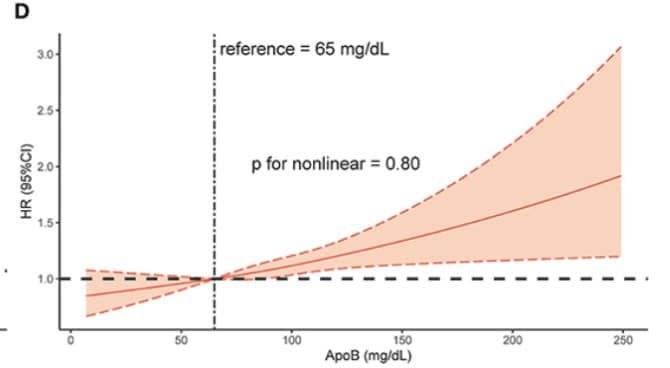 D
reference = 65 mg/dL
p for nonlinear = 0.80
HR (95%CI)
3.0
2.5
2.0
1.5
1.0
0 50 100 150 200 250
ApoB (mg/dL)